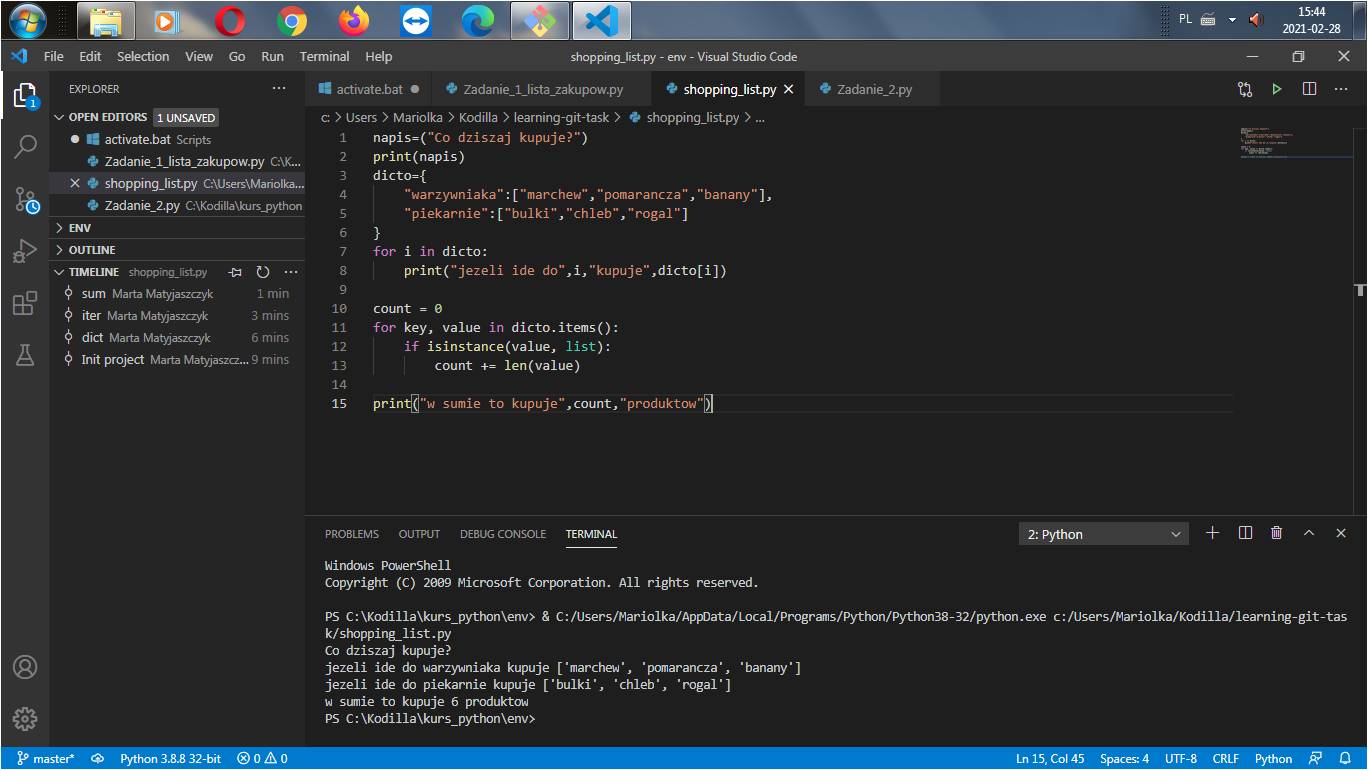 PL
15:44
2021-02-28
File Edit Selection View Go Run Terminal Help
shopping_list.py - env - Visual Studio Code
1
EXPLORER
OPEN EDITORS 1 UNSAVED
activate.bat Scripts
Zadanie_1_lista_zakupow.py C:\K...
shopping_list.py C:\Users\Mariolka...
Zadanie_2.py C:\Kodilla\kurs_python
ENV
OUTLINE
TIMELINE shopping_list.py
sum Marta Matyjaszczyk 1 min
iter Marta Matyjaszczyk 3 mins
dict Marta Matyjaszczyk 6 mins
Init project Marta Matyjaszcz... 9 mins
activate.bat Zadanie_1_lista_zakupow.py shopping_list.py Zadanie_2.py
c: > Users > Mariolka > Kodilla > learning-git-task > shopping_list.py > ...
1 napis=("Co dziszaj kupuje?")
2 print(napis)
3 dicto={
4 "warzywniaka":["marchew","pomarancza","banany"],
5 "piekarnie":["bulki","chleb","rogal"]
6 }
7 for i in dicto:
8 print("jezeli ide do",i,"kupuje",dicto[i])
9
10 count = 0
11 for key, value in dicto.items():
12 if isinstance(value, list):
13 count += len(value)
14
15 print("w sumie to kupuje",count,"produktow")
PROBLEMS OUTPUT DEBUG CONSOLE TERMINAL
2: Python
Windows PowerShell
Copyright (C) 2009 Microsoft Corporation. All rights reserved.
PS C:\Kodilla\kurs_python\env> & C:/Users/Mariolka/AppData/Local/Programs/Python/Python38-32/python.exe c:/Users/Mariolka/Kodilla/learning-git-tas
k/shopping_list.py
Co dziszaj kupuje?
jezeli ide do warzywniaka kupuje ['marchew', 'pomarancza', 'banany']
jezeli ide do piekarnie kupuje ['bulki', 'chleb', 'rogal']
w sumie to kupuje 6 produktow
PS C:\Kodilla\kurs_python\env>
master* Python 3.8.8 32-bit 0 0 Ln 15, Col 45 Spaces: 4 UTF-8 CRLF Python